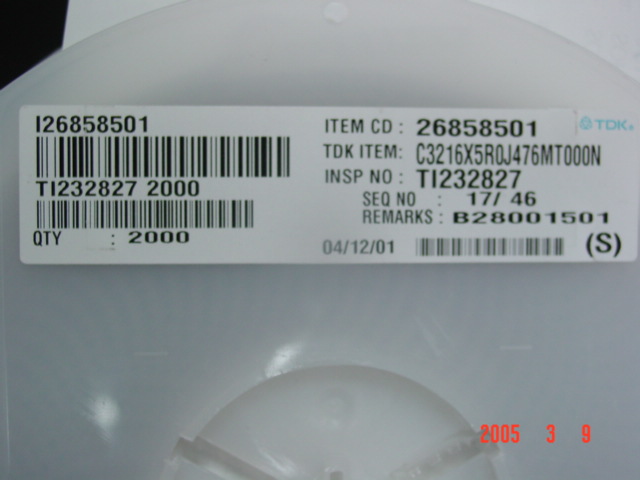 I26858501
TI232827 2000
QTY : 2000
ITEM CD : 26858501
TDK ITEM: C3216X5R0J476MT000N
INSP NO : TI232827
SEQ NO : 17/ 46
REMARKS : B28001501
04/12/01
(S)
TDK®
2005 3 9